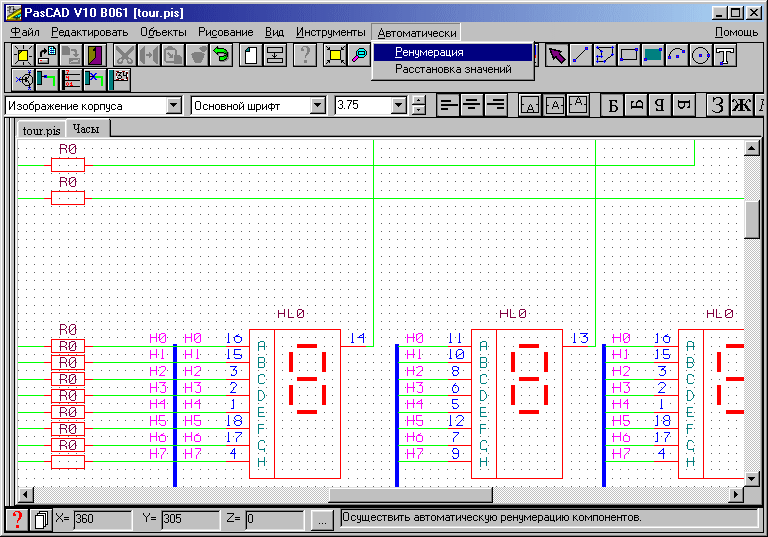 PasCAD V10 B061 [tour.pis]
Файл Редактировать Объекты Рисование Вид Инструменты Автоматически Помощь
Ренумерация
Расстановка значений
Изображение корпуса Основной шрифт 3.75 A A A Б Б Я Б З Ж
tour.pis Часы
R0
R0
HL0 HL0 HL0
R0
R0 H0 H0 16 A 14 H0 11 A 13 H0 16 A
R0 H1 H1 15 B H1 10 B H1 15 B
R0 H2 H2 3 C H2 8 C H2 3 C
R0 H3 H3 2 D H3 6 D H3 2 D
R0 H4 H4 1 E H4 5 E H4 1 E
R0 H5 H5 18 F H5 12 F H5 18 F
R0 H6 H6 17 G H6 7 G H6 17 G
H7 H7 4 H H7 9 H H7 4 H
? X= 360 Y= 305 Z= 0 ... Осуществить автоматическую ренумерацию компонентов.